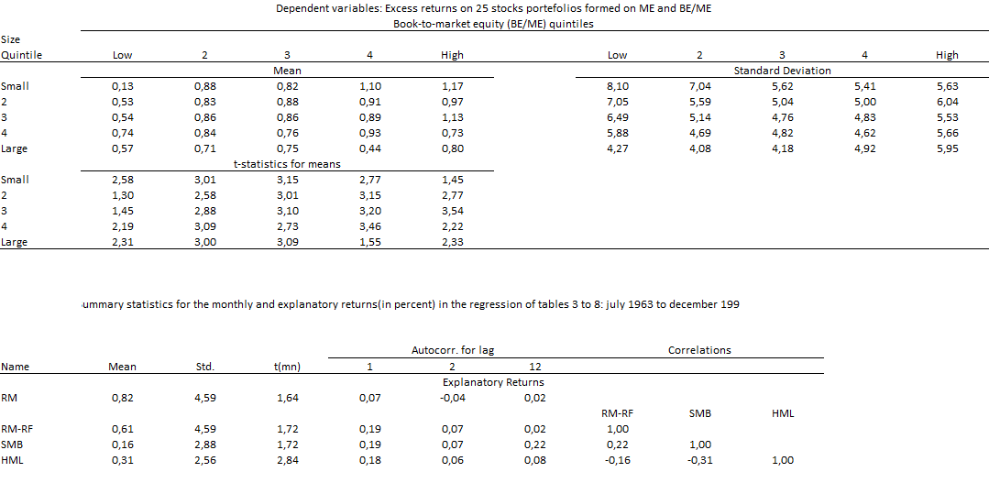 Dependent variables: Excess returns on 25 stocks portefolios formed on ME and BE/ME
Book-to-market equity (BE/ME) quintiles
Size
Quintile Low 2 3 4 High Low 2 3 4 High
Mean Standard Deviation
Small 0,13 0,88 0,82 1,10 1,17 8,10 7,04 5,62 5,41 5,63
2 0,53 0,83 0,88 0,91 0,97 7,05 5,59 5,04 5,00 6,04
3 0,54 0,86 0,86 0,89 1,13 6,49 5,14 4,76 4,83 5,53
4 0,74 0,84 0,76 0,93 0,73 5,88 4,69 4,82 4,62 5,66
Large 0,57 0,71 0,75 0,44 0,80 4,27 4,08 4,18 4,92 5,95
t-statistics for means
Small 2,58 3,01 3,15 2,77 1,45
2 1,30 2,58 3,01 3,15 2,77
3 1,45 2,88 3,10 3,20 3,54
4 2,19 3,09 2,73 3,46 2,22
Large 2,31 3,00 3,09 1,55 2,33
ummary statistics for the monthly and explanatory returns(in percent) in the regression of tables 3 to 8: july 1963 to december 199
Autocorr. for lag Correlations
Name Mean Std. t(mn) 1 2 12
Explanatory Returns
RM 0,82 4,59 1,64 0,07 -0,04 0,02
RM-RF SMB HML
RM-RF 0,61 4,59 1,72 0,19 0,07 0,02 1,00
SMB 0,16 2,88 1,72 0,19 0,07 0,22 0,22 1,00
HML 0,31 2,56 2,84 0,18 0,06 0,08 -0,16 -0,31 1,00